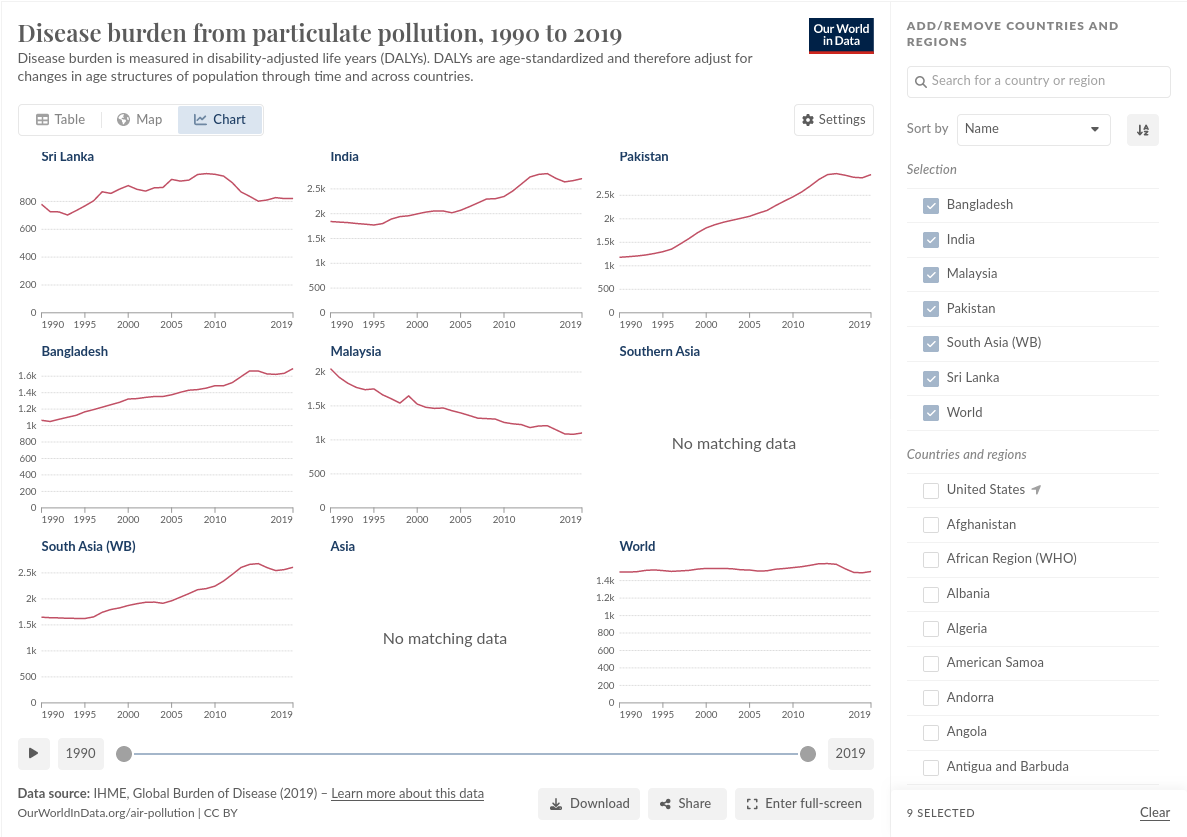 Disease burden from particulate pollution, 1990 to 2019
Disease burden is measured in disability-adjusted life years (DALYs). DALYs are age-standardized and therefore adjust for
changes in age structures of population through time and across countries.
Our World
in Data
Table
Map
Chart
Settings
Sri Lanka
800
600
400
200
0
1990 1995 2000 2005 2010 2019
India
2.5k
2k
1.5k
1k
500
0
1990 1995 2000 2005 2010 2019
Pakistan
2.5k
2k
1.5k
1k
500
0
1990 1995 2000 2005 2010 2019
Bangladesh
1.6k
1.4k
1.2k
1k
800
600
400
200
0
1990 1995 2000 2005 2010 2019
Malaysia
2k
1.5k
1k
500
0
1990 1995 2000 2005 2010 2019
Southern Asia
No matching data
South Asia (WB)
2.5k
2k
1.5k
1k
500
0
1990 1995 2000 2005 2010 2019
Asia
No matching data
World
1.4k
1.2k
1k
800
600
400
200
0
1990 1995 2000 2005 2010 2019
1990
2019
Data source: IHME, Global Burden of Disease (2019) – Learn more about this data
OurWorldInData.org/air-pollution | CC BY
Download
Share
Enter full-screen
ADD/REMOVE COUNTRIES AND
REGIONS
Search for a country or region
Sort by
Name
Selection
Bangladesh
India
Malaysia
Pakistan
South Asia (WB)
Sri Lanka
World
Countries and regions
United States
Afghanistan
African Region (WHO)
Albania
Algeria
American Samoa
Andorra
Angola
Antigua and Barbuda
9 SELECTED
Clear